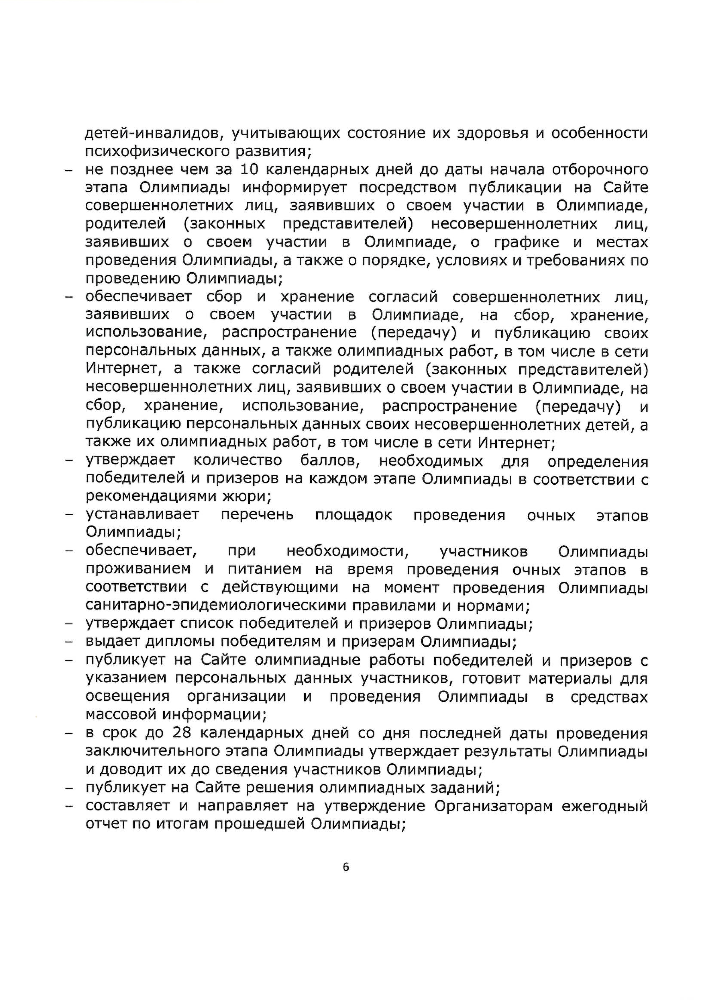 детей-инвалидов, учитывающих состояние их здоровья и особенности
психофизического развития;
– не позднее чем за 10 календарных дней до даты начала отборочного
этапа Олимпиады информирует посредством публикации на Сайте
совершеннолетних лиц, заявивших о своем участии в Олимпиаде,
родителей (законных представителей) несовершеннолетних лиц,
заявивших о своем участии в Олимпиаде, о графике и местах
проведения Олимпиады, а также о порядке, условиях и требованиях по
проведению Олимпиады;
– обеспечивает сбор и хранение согласий совершеннолетних лиц,
заявивших о своем участии в Олимпиаде, на сбор, хранение,
использование, распространение (передачу) и публикацию своих
персональных данных, а также олимпиадных работ, в том числе в сети
Интернет, а также согласий родителей (законных представителей)
несовершеннолетних лиц, заявивших о своем участии в Олимпиаде, на
сбор, хранение, использование, распространение (передачу) и
публикацию персональных данных своих несовершеннолетних детей, а
также их олимпиадных работ, в том числе в сети Интернет;
– утверждает количество баллов, необходимых для определения
победителей и призеров на каждом этапе Олимпиады в соответствии с
рекомендациями жюри;
– устанавливает перечень площадок проведения очных этапов
Олимпиады;
– обеспечивает, при необходимости, участников Олимпиады
проживанием и питанием на время проведения очных этапов в
соответствии с действующими на момент проведения Олимпиады
санитарно-эпидемиологическими правилами и нормами;
– утверждает список победителей и призеров Олимпиады;
– выдает дипломы победителям и призерам Олимпиады;
– публикует на Сайте олимпиадные работы победителей и призеров с
указанием персональных данных участников, готовит материалы для
освещения организации и проведения Олимпиады в средствах
массовой информации;
– в срок до 28 календарных дней со дня последней даты проведения
заключительного этапа Олимпиады утверждает результаты Олимпиады
и доводит их до сведения участников Олимпиады;
– публикует на Сайте решения олимпиадных заданий;
– составляет и направляет на утверждение Организаторам ежегодный
отчет по итогам прошедшей Олимпиады;
6